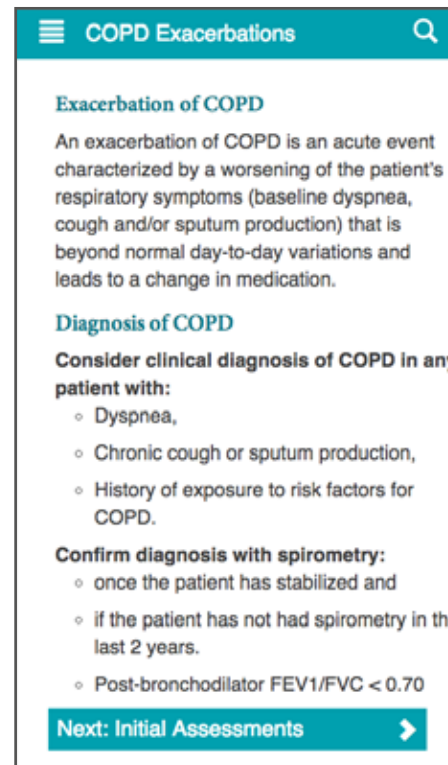 COPD Exacerbations
Exacerbation of COPD
An exacerbation of COPD is an acute event
characterized by a worsening of the patient's
respiratory symptoms (baseline dyspnea,
cough and/or sputum production) that is
beyond normal day-to-day variations and
leads to a change in medication.
Diagnosis of COPD
Consider clinical diagnosis of COPD in any
patient with:
◦ Dyspnea,
◦ Chronic cough or sputum production,
◦ History of exposure to risk factors for
COPD.
Confirm diagnosis with spirometry:
◦ once the patient has stabilized and
◦ if the patient has not had spirometry in th
last 2 years.
◦ Post-bronchodilator FEV1/FVC < 0.70
Next: Initial Assessments